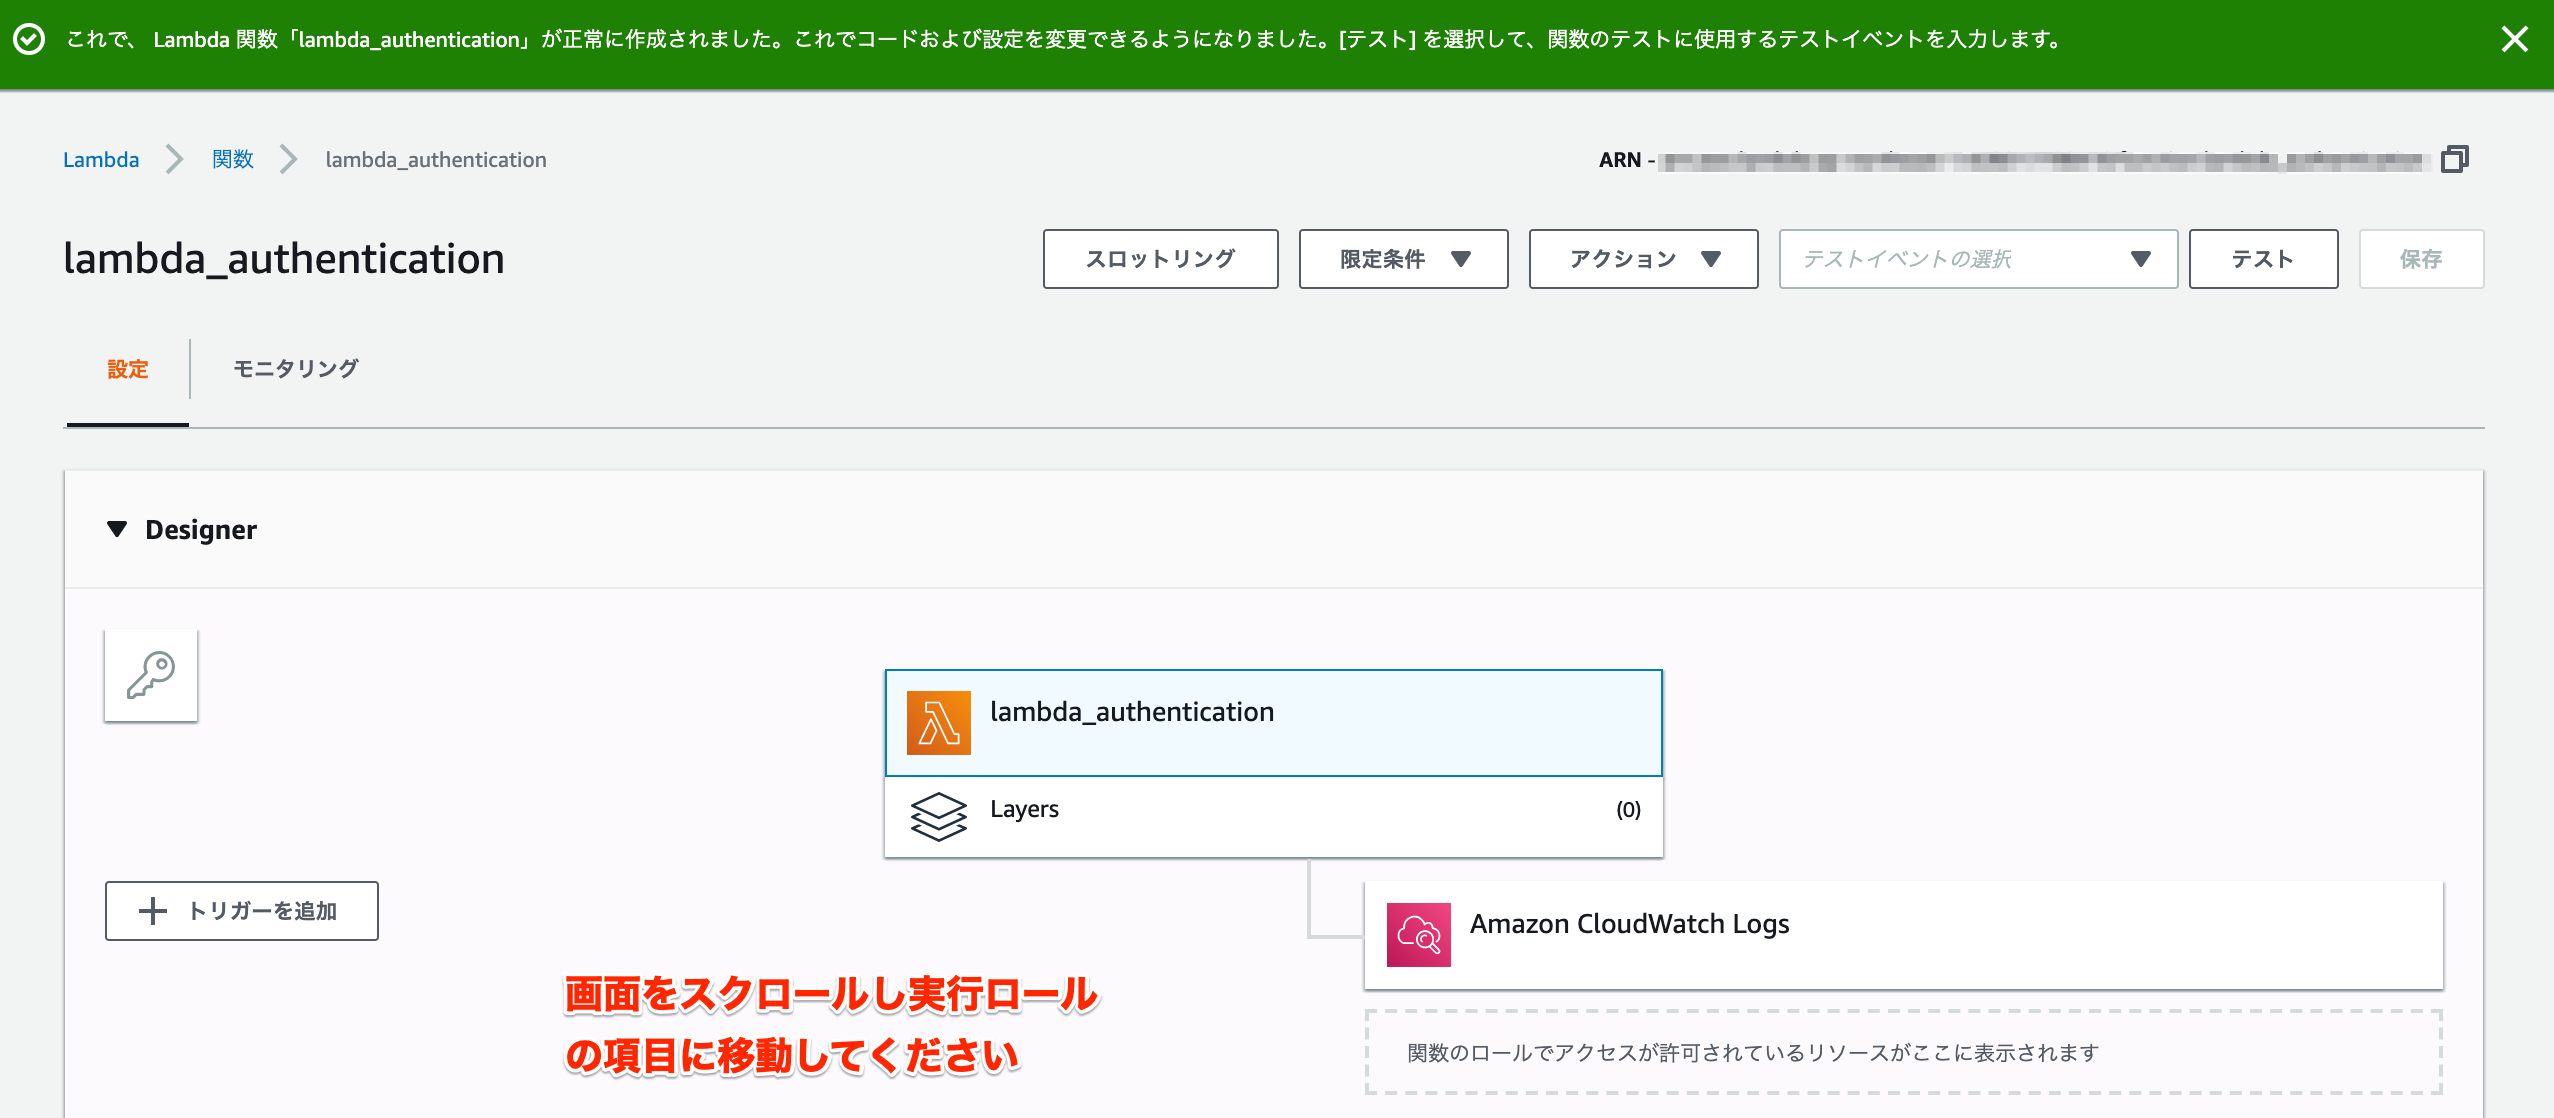 これで、 Lambda 関数「lambda_authentication」が正常に作成されました。これでコードおよび設定を変更できるようになりました。[テスト] を選択して、関数のテストに使用するテストイベントを入力します。
Lambda 関数 lambda_authentication
ARN -
lambda_authentication
スロットリング 限定条件 アクション テストイベントの選択 テスト 保存
設定 モニタリング
Designer
lambda_authentication
Layers (0)
トリガーを追加
Amazon CloudWatch Logs
画面をスクロールし実行ロール
の項目に移動してください
関数のロールでアクセスが許可されているリソースがここに表示されます